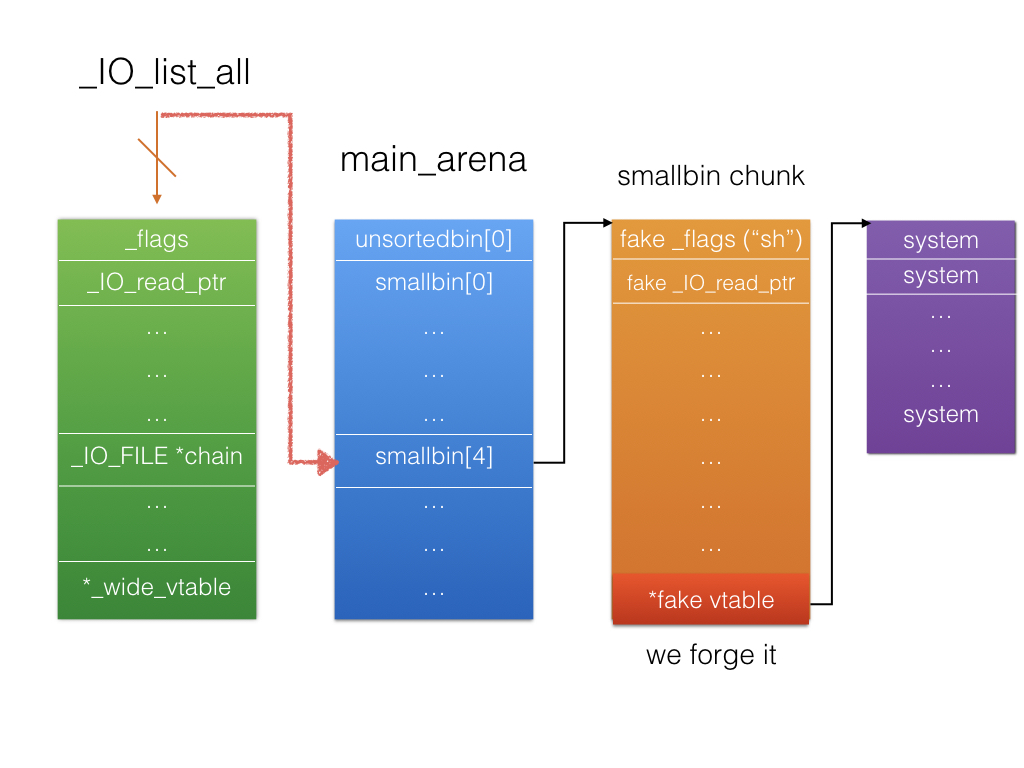 _IO_list_all
main_arena
smallbin chunk
_flags
_IO_read_ptr
...
...
...
_IO_FILE *chain
...
...
*_wide_vtable
unsortedbin[0]
smallbin[0]
...
...
...
smallbin[4]
...
...
...
fake _flags (“sh”)
fake _IO_read_ptr
...
...
...
...
...
...
*fake vtable
we forge it
system
system
...
...
...
system